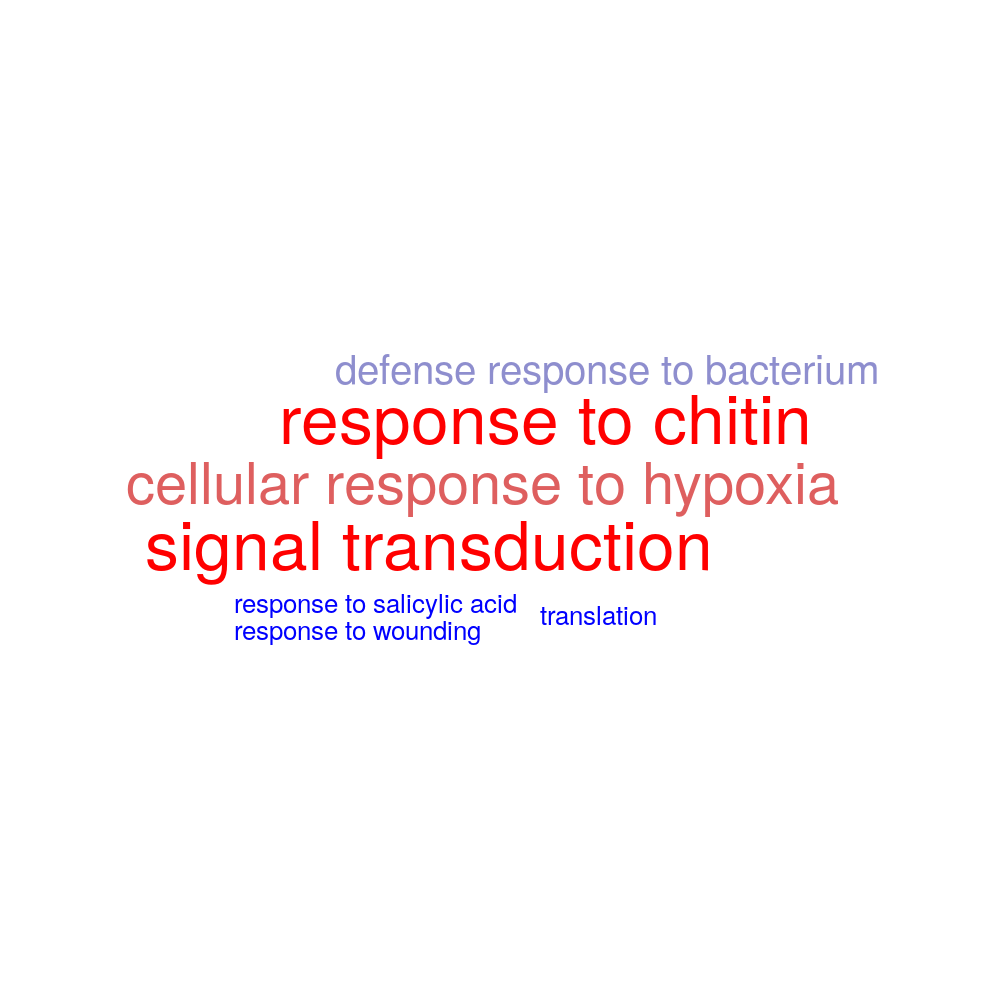 defense response to bacterium
response to chitin
cellular response to hypoxia
signal transduction
response to salicylic acid
translation
response to wounding